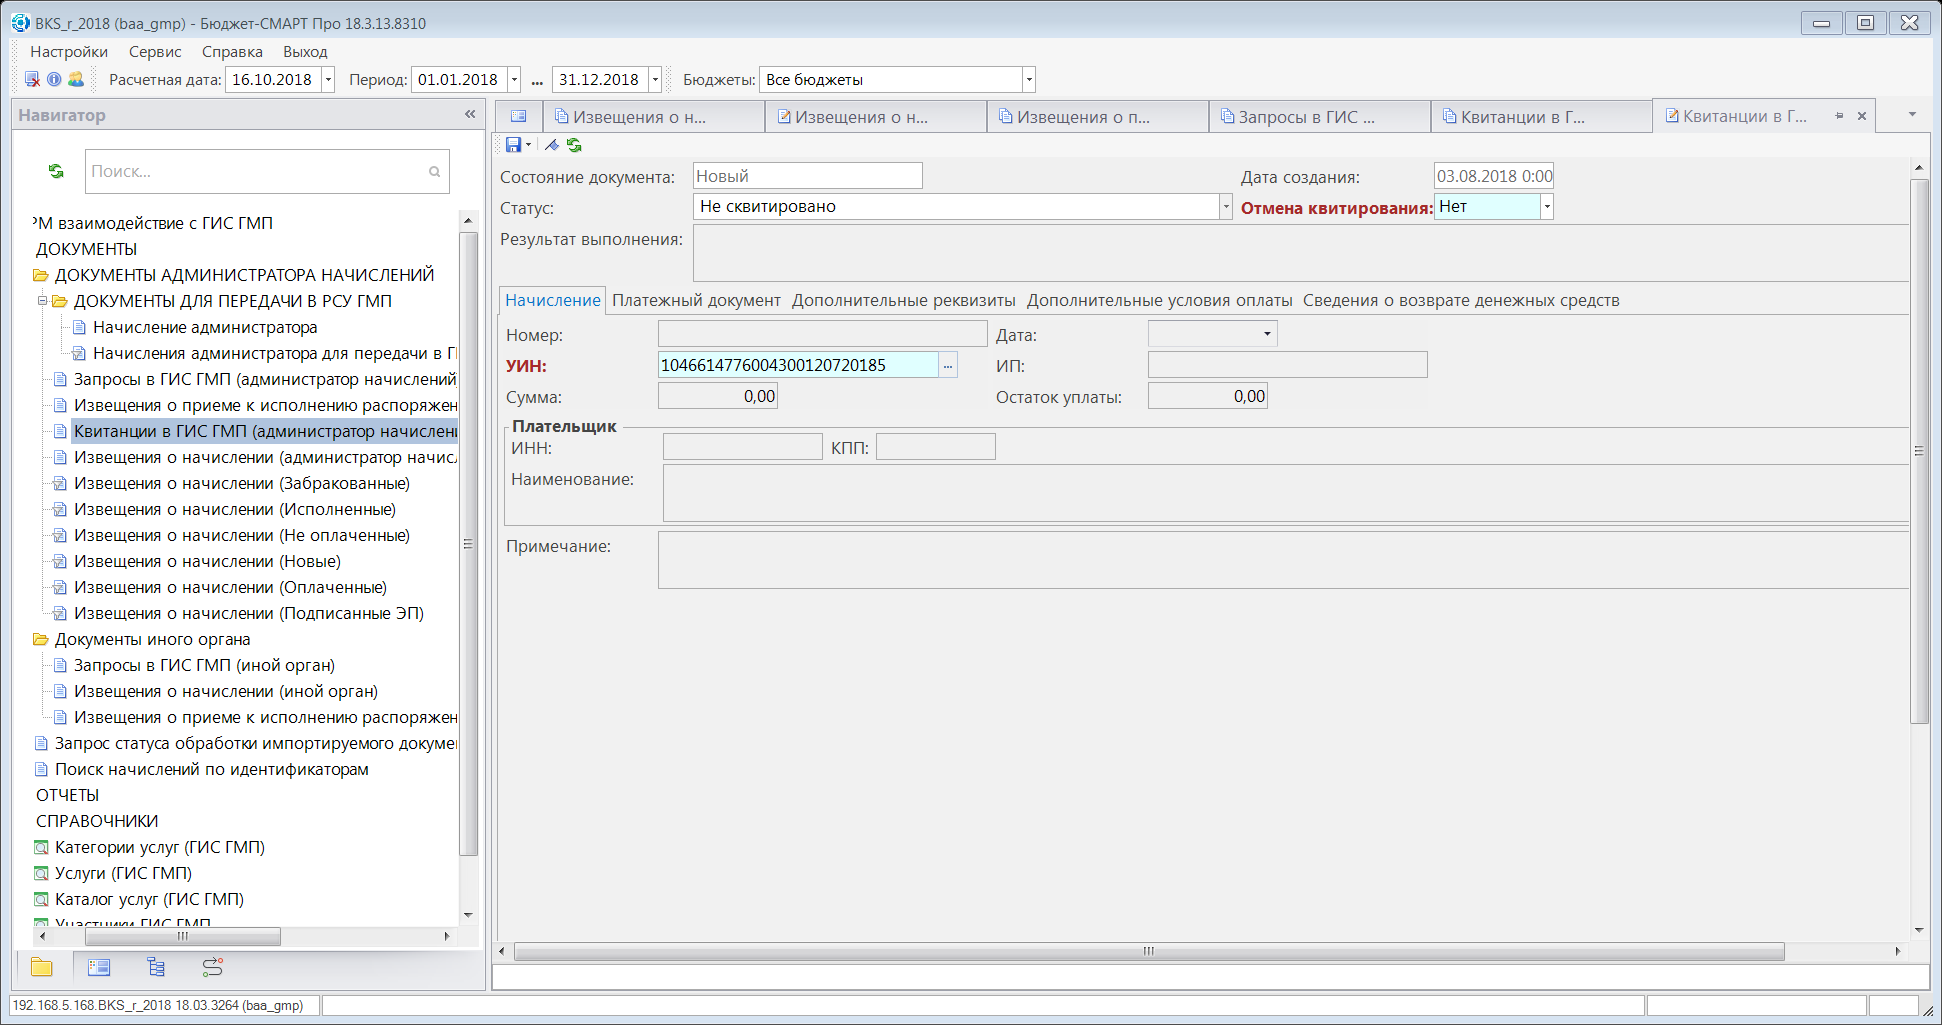 BKS_r_2018 (baa_gmp) - Бюджет-СМАРТ Про 18.3.13.8310
Настройки Сервис Справка Выход
Расчетная дата: 16.10.2018 Период: 01.01.2018 ... 31.12.2018 Бюджеты: Все бюджеты
Навигатор «
Поиск...
РМ взаимодействие с ГИС ГМП
ДОКУМЕНТЫ
ДОКУМЕНТЫ АДМИНИСТРАТОРА НАЧИСЛЕНИЙ
ДОКУМЕНТЫ ДЛЯ ПЕРЕДАЧИ В РСУ ГМП
Начисление администратора
Начисления администратора для передачи в Г
Запросы в ГИС ГМП (администратор начислений
Извещения о приеме к исполнению распоряжен
Квитанции в ГИС ГМП (администратор начислени
Извещения о начислении (администратор начис
Извещения о начислении (Забракованные)
Извещения о начислении (Исполненные)
Извещения о начислении (Не оплаченные)
Извещения о начислении (Новые)
Извещения о начислении (Оплаченные)
Извещения о начислении (Подписанные ЭП)
Документы иного органа
Запросы в ГИС ГМП (иной орган)
Извещения о начислении (иной орган)
Извещения о приеме к исполнению распоряжен
Запрос статуса обработки импортируемого докумен
Поиск начислений по идентификаторам
ОТЧЕТЫ
СПРАВОЧНИКИ
Категории услуг (ГИС ГМП)
Услуги (ГИС ГМП)
Каталог услуг (ГИС ГМП)
Участники ГИС ГМП
Извещения о н... Извещения о н... Извещения о п... Запросы в ГИС ... Квитанции в Г... Квитанции в Г...
Состояние документа: Новый Дата создания: 03.08.2018 0:00
Статус: Не сквитировано Отмена квитирования: Нет
Результат выполнения:
Начисление Платежный документ Дополнительные реквизиты Дополнительные условия оплаты Сведения о возврате денежных средств
Номер: Дата:
УИН: 1046614776004300120720185 ... ИП:
Сумма: 0,00 Остаток уплаты: 0,00
Плательщик
ИНН: КПП:
Наименование:
Примечание:
192.168.5.168.BKS_r_2018 18.03.3264 (baa_gmp)